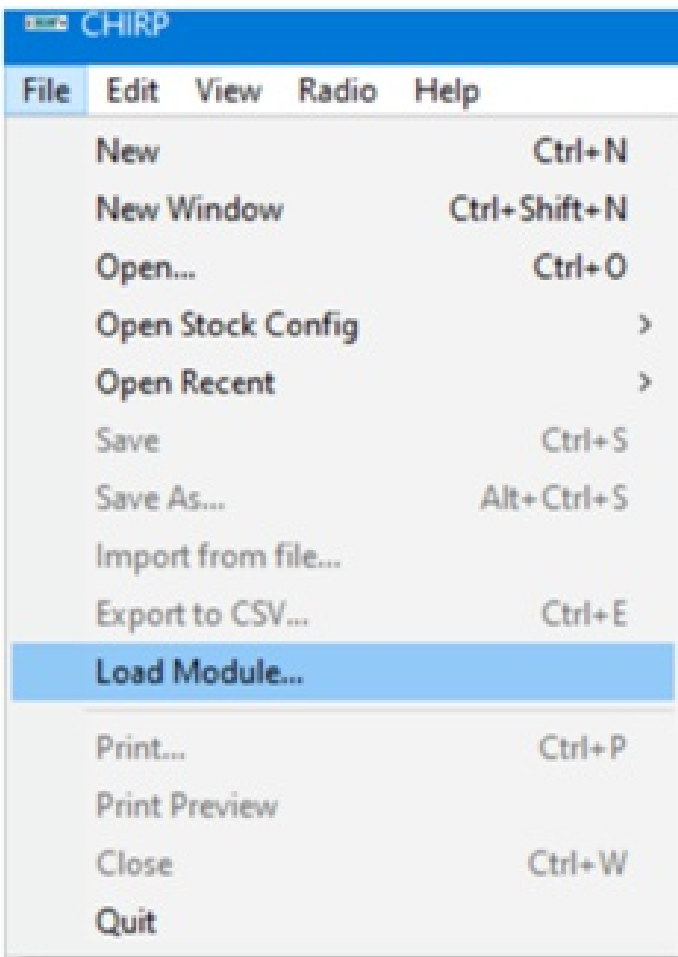 CHIRP
File Edit View Radio Help
New Ctrl+N
New Window Ctrl+Shift+N
Open... Ctrl+O
Open Stock Config >
Open Recent >
Save Ctrl+S
Save As... Alt+Ctrl+S
Import from file...
Export to CSV... Ctrl+E
Load Module...
Print... Ctrl+P
Print Preview
Close Ctrl+W
Quit